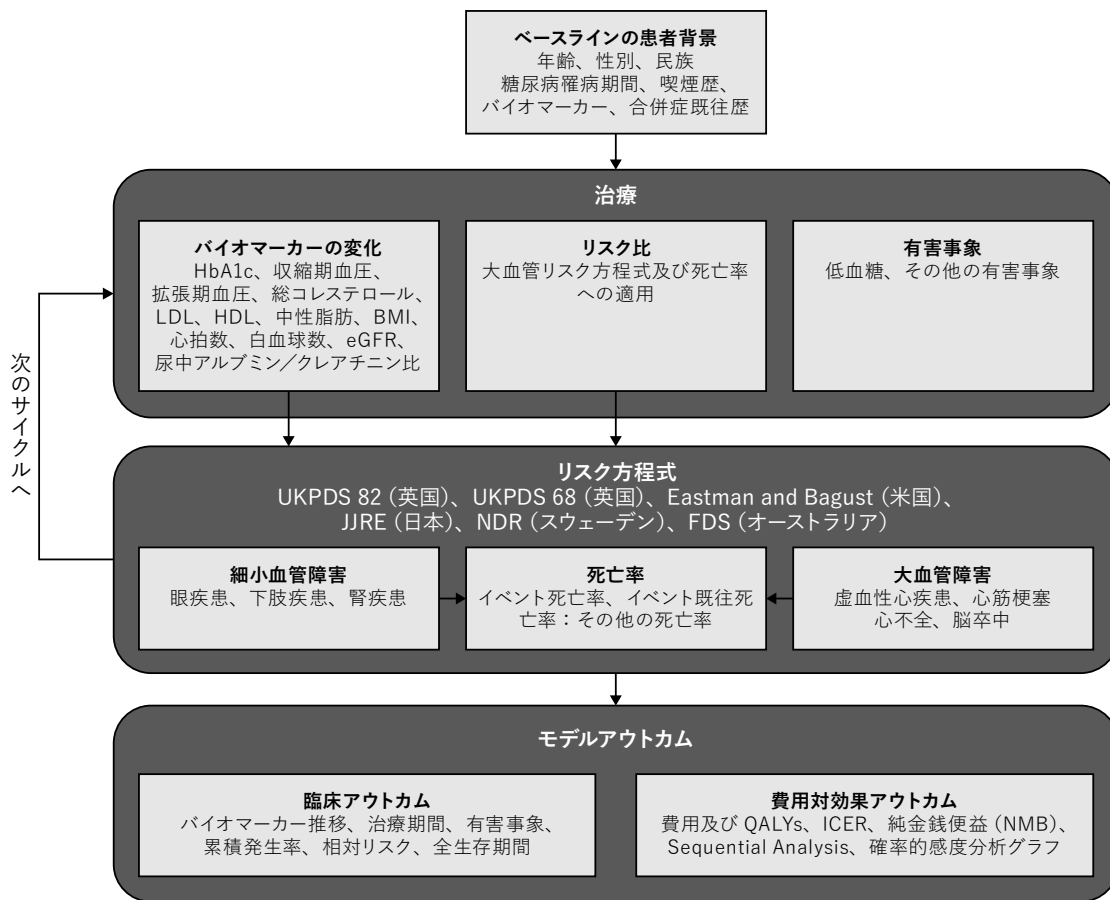 ベースラインの患者背景
年齢、性別、民族
糖尿病罹病期間、喫煙歴、
バイオマーカー、合併症既往歴
治療
バイオマーカーの変化
HbA1c、収縮期血圧、
拡張期血圧、総コレステロール、
LDL、HDL、中性脂肪、BMI、
心拍数、白血球数、eGFR、
尿中アルブミン／クレアチニン比
リスク比
大血管リスク方程式及び死亡率
への適用
有害事象
低血糖、その他の有害事象
次のサイクルへ
リスク方程式
UKPDS 82 (英国)、UKPDS 68 (英国)、Eastman and Bagust (米国)、
JJRE (日本)、NDR (スウェーデン)、FDS (オーストラリア)
細小血管障害
眼疾患、下肢疾患、腎疾患
死亡率
イベント死亡率、イベント既往死
亡率：その他の死亡率
大血管障害
虚血性心疾患、心筋梗塞
心不全、脳卒中
モデルアウトカム
臨床アウトカム
バイオマーカー推移、治療期間、有害事象、
累積発生率、相対リスク、全生存期間
費用対効果アウトカム
費用及び QALYs、ICER、純金銭便益 (NMB)、
Sequential Analysis、確率的感度分析グラフ